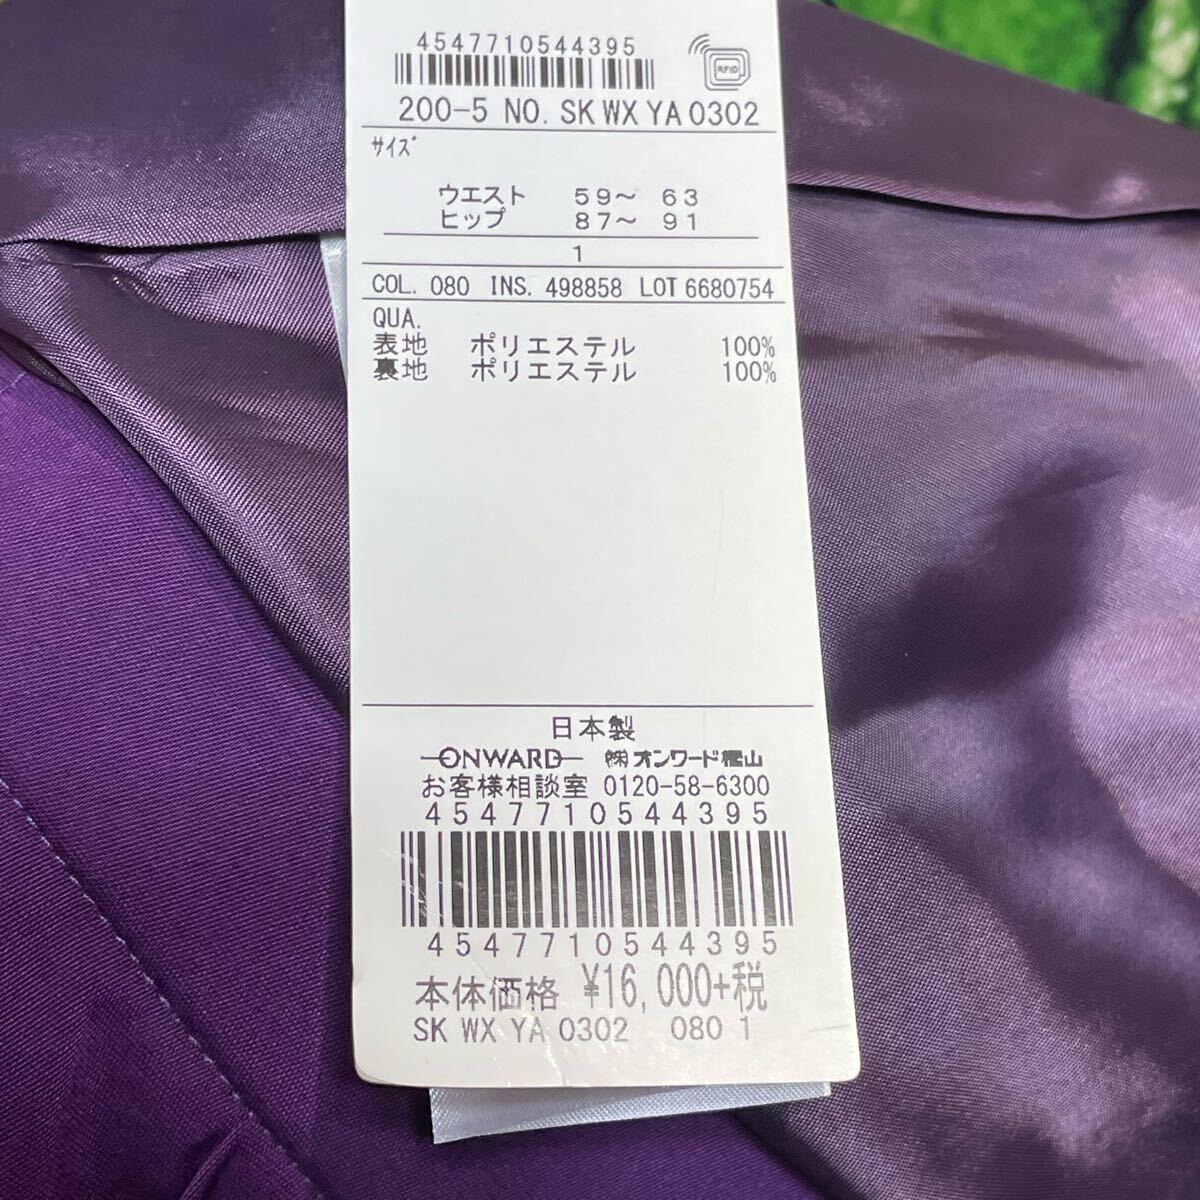 4547710544395
RFID
200-5 NO. SK WX YA 0302
サイズ
ウエスト 59～ 63
ヒップ 87～ 91
1
COL. 080 INS. 498858 LOT 6680754
QUA.
表地 ポリエステル 100%
裏地 ポリエステル 100%
日本製
ONWARD ㈱オンワード樫山
お客様相談室 0120-58-6300
4547710544395
4547710544395
本体価格 ¥16,000+税
SK WX YA 0302 080 1